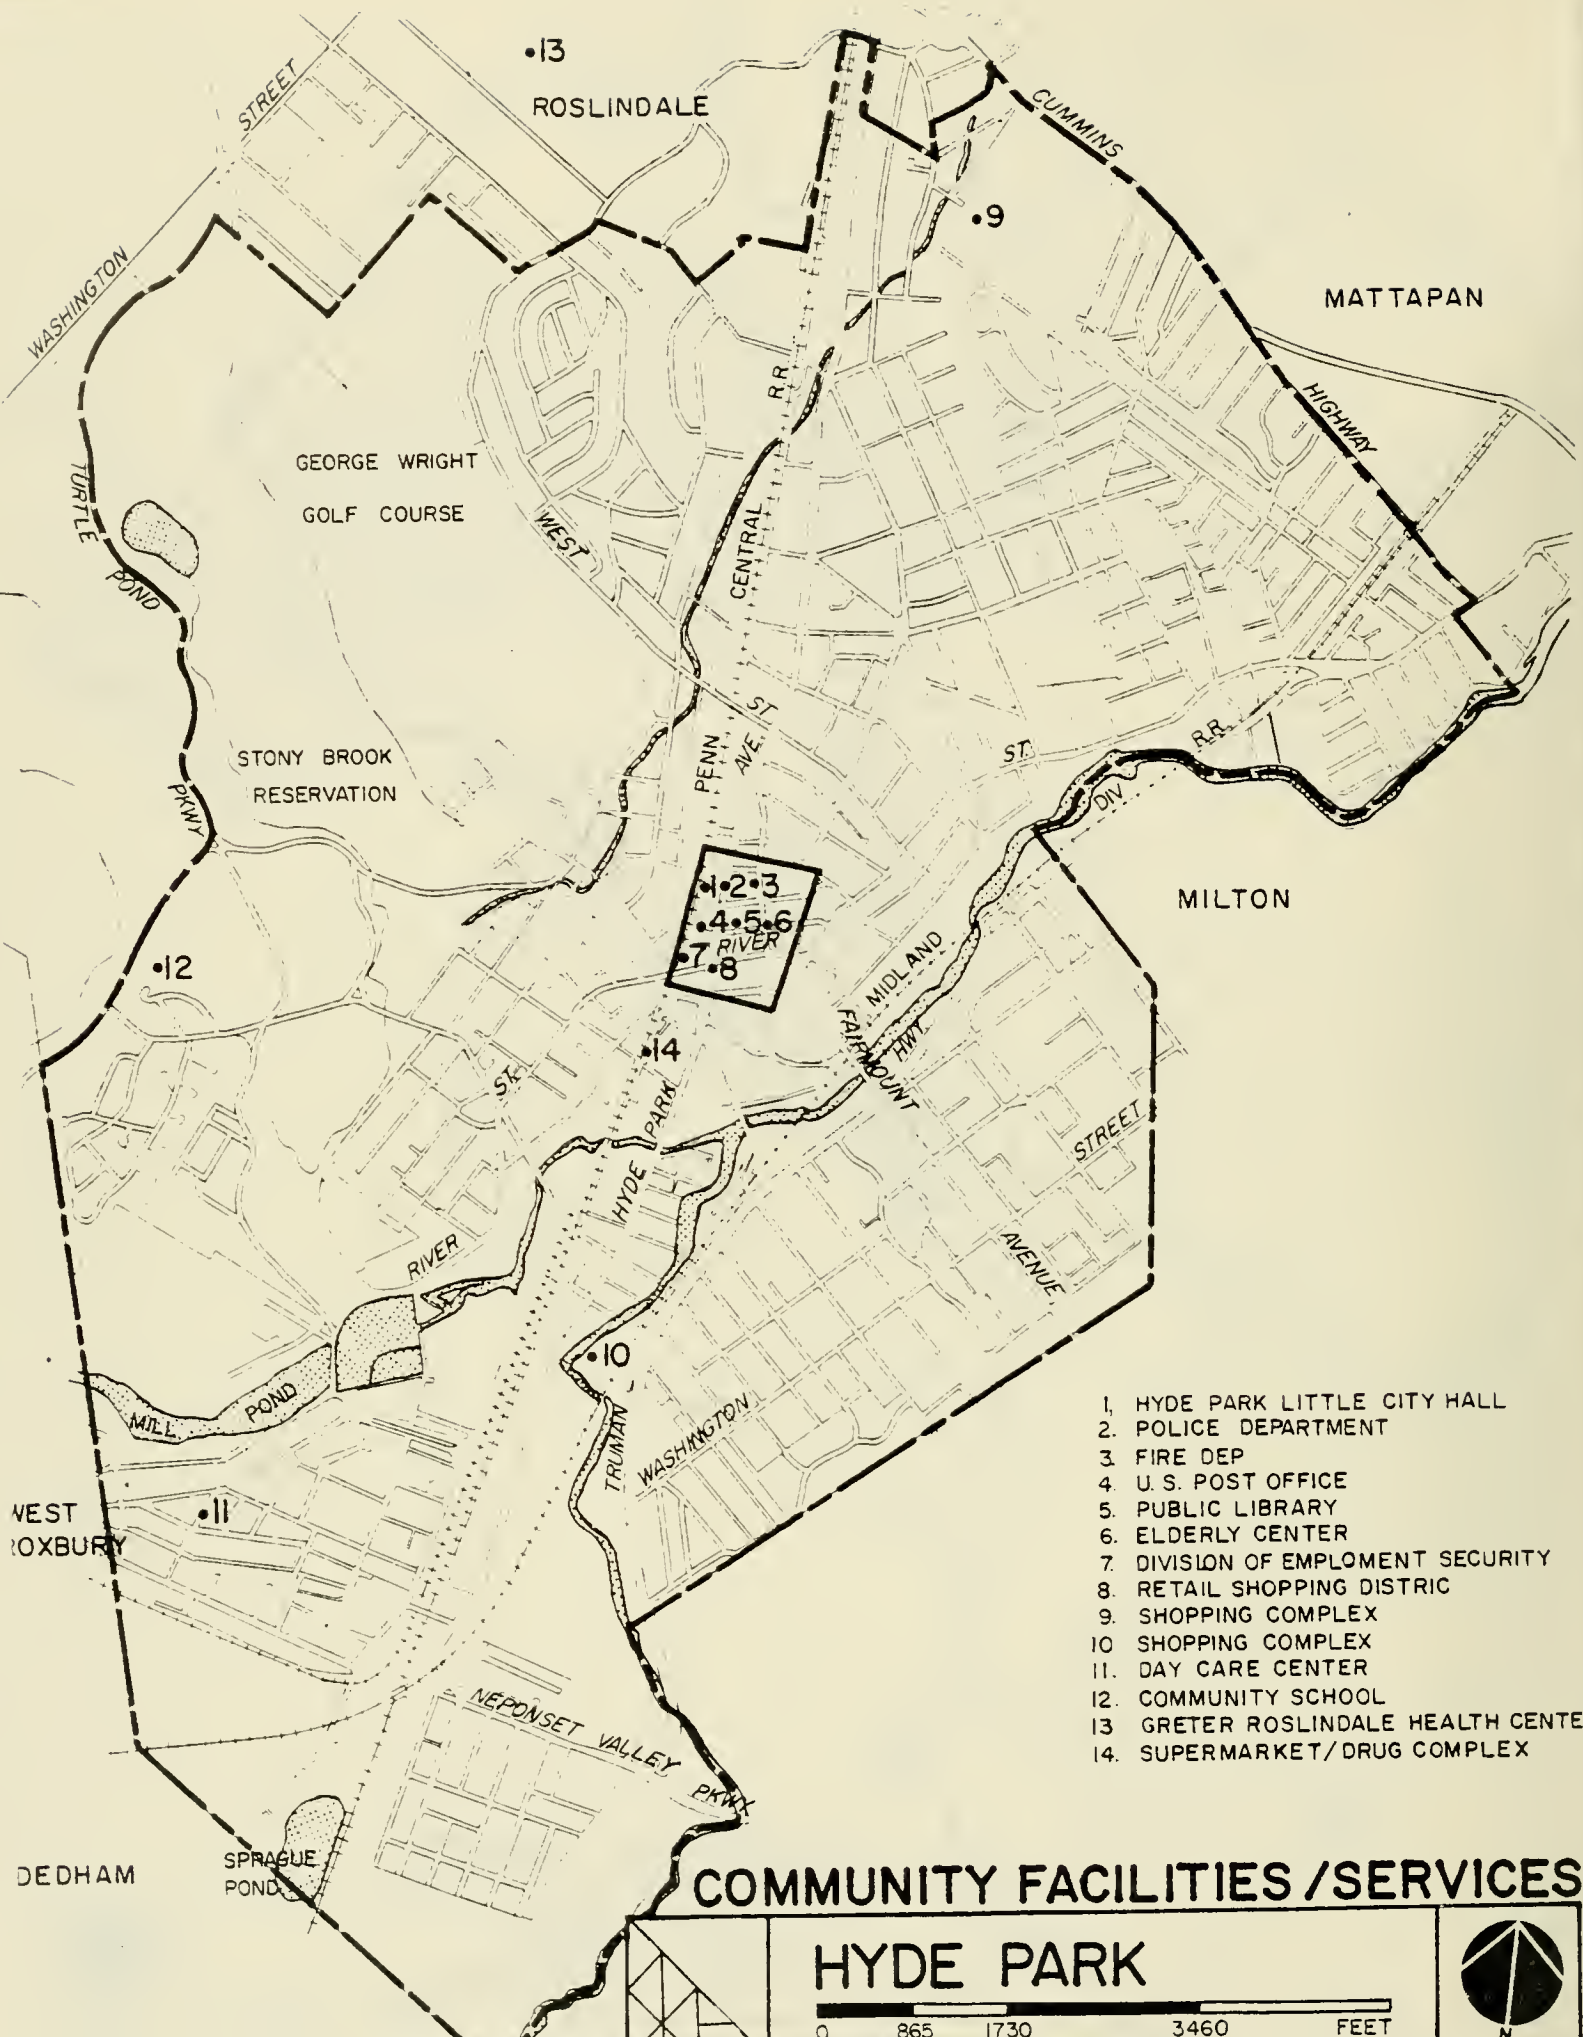 •13
ROSLINDALE
STREET
CUMMINS
•9
WASHINGTON
MATTAPAN
R.R
HIGHWAY
GEORGE WRIGHT
GOLF COURSE
TURTLE
WEST
CENTRAL
POND
ST
PENN
AVE.
ST.
R.R.
STONY BROOK
RESERVATION
PKWY
DIV
•1•2•3
•4•5•6
RIVER
•7
•8
MILTON
MIDLAND
•12
FAIRMOUNT
HWY
•14
ST.
PARK
HYDE
STREET
RIVER
AVENUE
•10
MILL POND
TRUMAN
WASHINGTON
WEST
ROXBURY
•11
1, HYDE PARK LITTLE CITY HALL
2. POLICE DEPARTMENT
3. FIRE DEP
4. U. S. POST OFFICE
5. PUBLIC LIBRARY
6. ELDERLY CENTER
7. DIVISION OF EMPLOMENT SECURITY
8. RETAIL SHOPPING DISTRIC
9. SHOPPING COMPLEX
10 SHOPPING COMPLEX
11. DAY CARE CENTER
12. COMMUNITY SCHOOL
13 GRETER ROSLINDALE HEALTH CENTE
14. SUPERMARKET/DRUG COMPLEX
NEPONSET VALLEY PKWY
DEDHAM
SPRAGUE
POND
COMMUNITY FACILITIES/SERVICES
HYDE PARK
0 865 1730 3460 FEET
N